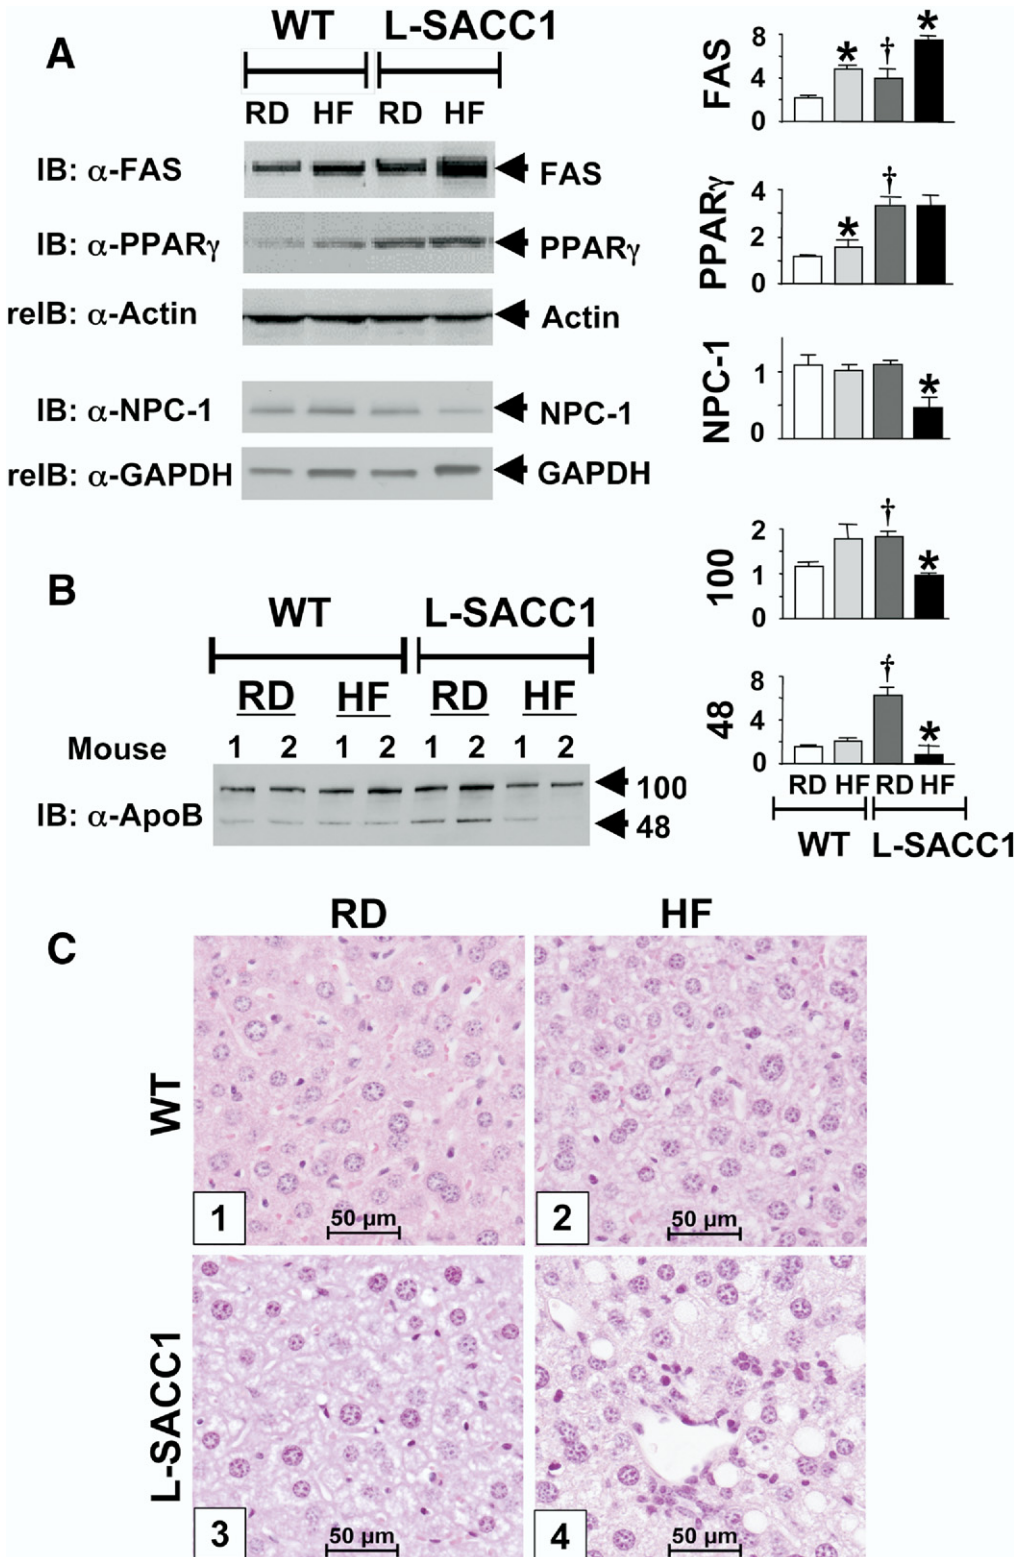 A
WT L-SACC1
RD HF RD HF
IB: α-FAS FAS
IB: α-PPARγ PPARγ
reIB: α-Actin Actin
IB: α-NPC-1 NPC-1
reIB: α-GAPDH GAPDH
FAS
8
4
0
* † *
PPARγ
4
2
0
* †
NPC-1
1
0
*
100
2
1
0
† *
48
8
4
0
† *
RD HF RD HF
WT L-SACC1
B
WT L-SACC1
RD HF RD HF
Mouse 1 2 1 2 1 2 1 2
IB: α-ApoB 100
48
C
RD HF
WT
1 50 µm
2 50 µm
L-SACC1
3 50 µm
4 50 µm